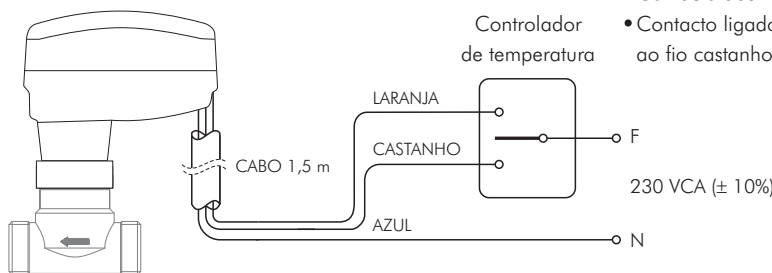 Controlador
de temperatura
• Contacto ligado
ao fio castanho
LARANJA
CASTANHO
CABO 1,5 m
F
230 VCA (± 10%)
AZUL
N